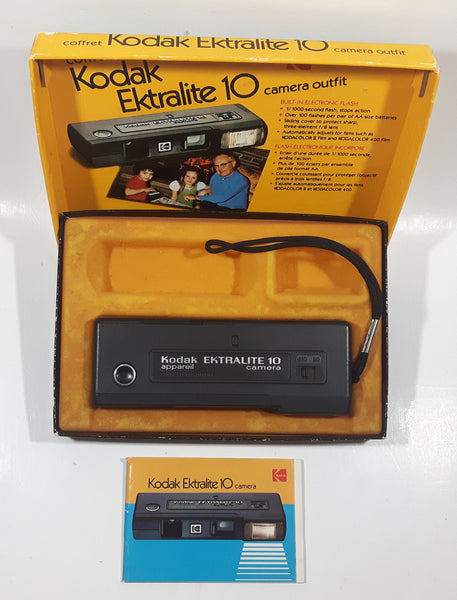 coffret Kodak Ektralite 10 camera outfit
Kodak
Ektralite 10 camera outfit
BUILT-IN ELECTRONIC FLASH
1/1000-second flash, stops action
Over 100 flashes per pair of AA size batteries
Sliding cover to protect sharp,
three-element f/8 lens
Automatically adjusts for films such as
KODACOLOR II Film and KODACOLOR 400 Film
FLASH ELECTRONIQUE INCORPORE
Eclair d'une durée de 1/1000 seconde,
arrête l'action
Plus de 100 éclairs par ensemble
de pile format AA
Couvercle coulissant pour protéger l'objectif
précis à trois lentilles f/8
S'ajuste automatiquement pour les films
KODACOLOR II et KODACOLOR 400
Kodak EKTRALITE 10
appareil camera
OFF
Kodak Ektralite 10 camera